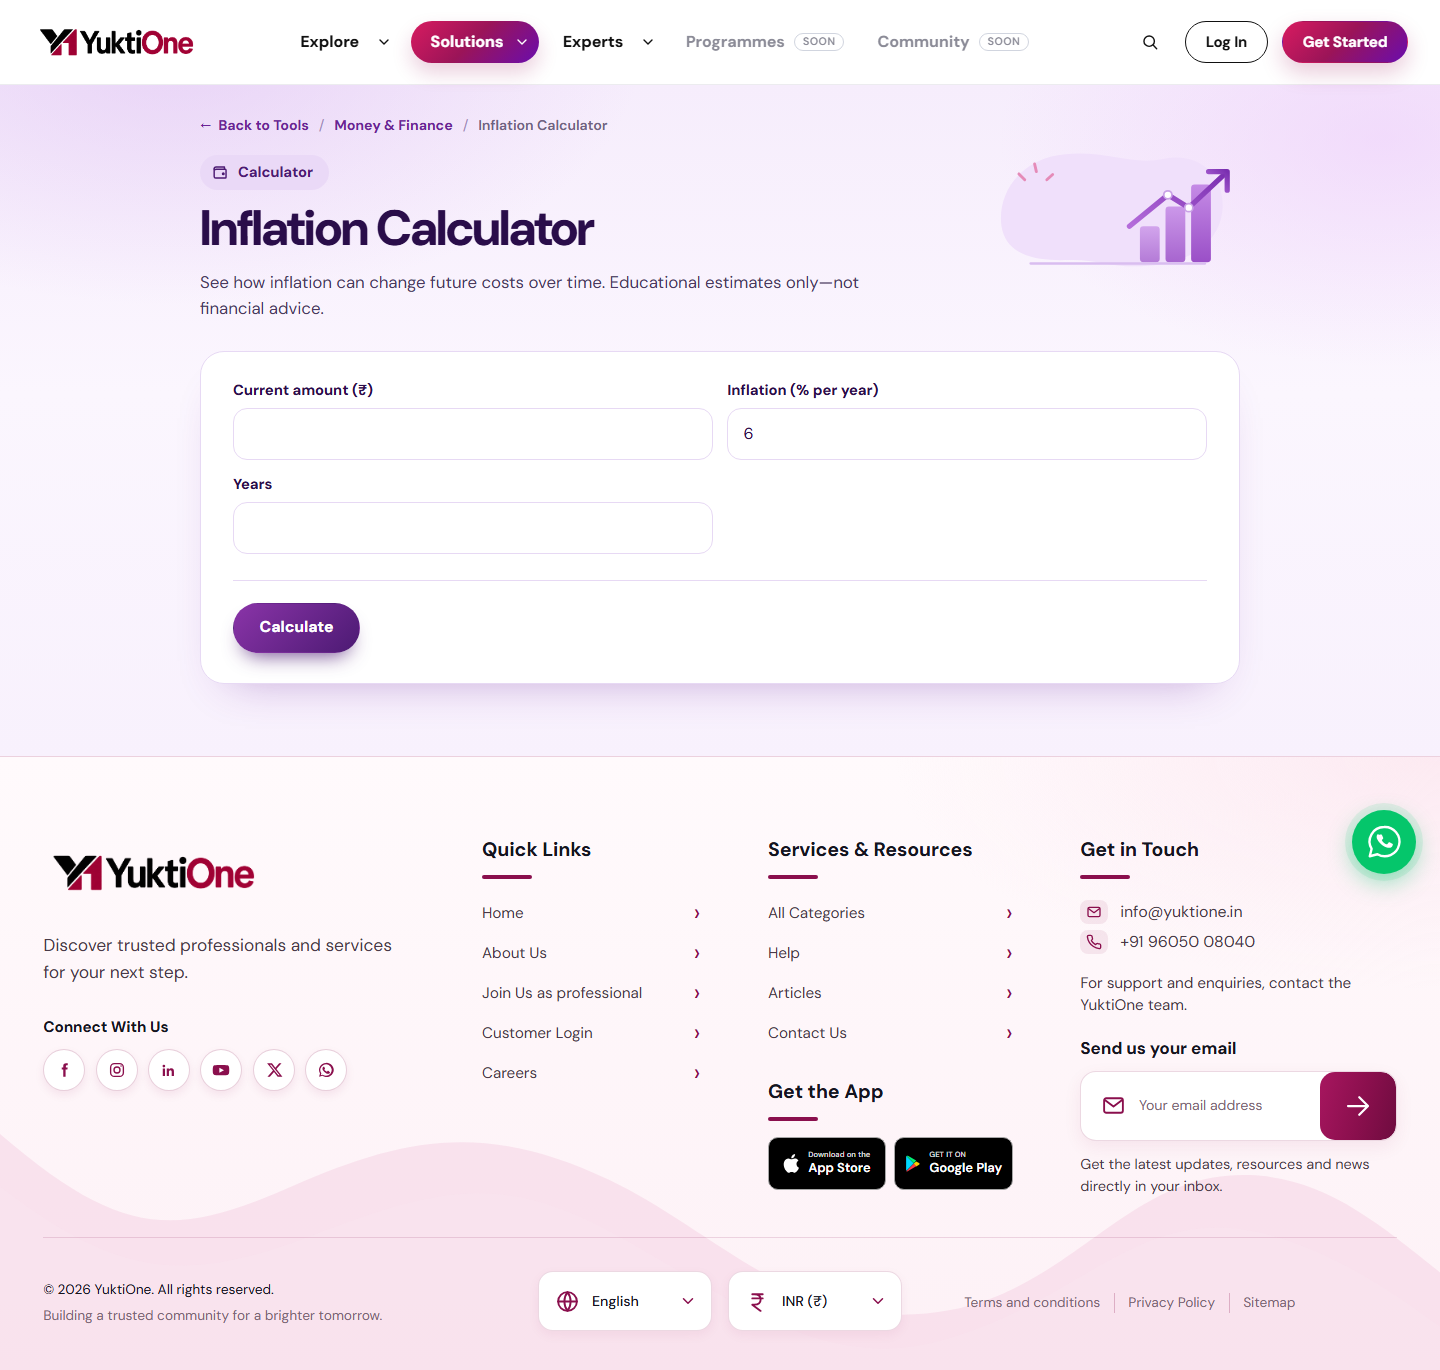 YuktiOne
Explore
Solutions
Experts
Programmes SOON
Community SOON
Log In
Get Started
← Back to Tools / Money & Finance / Inflation Calculator
Calculator
Inflation Calculator
See how inflation can change future costs over time. Educational estimates only—not
financial advice.
Current amount (₹)
Inflation (% per year)
6
Years
Calculate
YuktiOne
Discover trusted professionals and services
for your next step.
Connect With Us
Quick Links
Home
About Us
Join Us as professional
Customer Login
Careers
Services & Resources
All Categories
Help
Articles
Contact Us
Get the App
Download on the
App Store
GET IT ON
Google Play
Get in Touch
info@yuktione.in
+91 96050 08040
For support and enquiries, contact the
YuktiOne team.
Send us your email
Your email address
Get the latest updates, resources and news
directly in your inbox.
© 2026 YuktiOne. All rights reserved.
Building a trusted community for a brighter tomorrow.
English
₹ INR (₹)
Terms and conditions
Privacy Policy
Sitemap